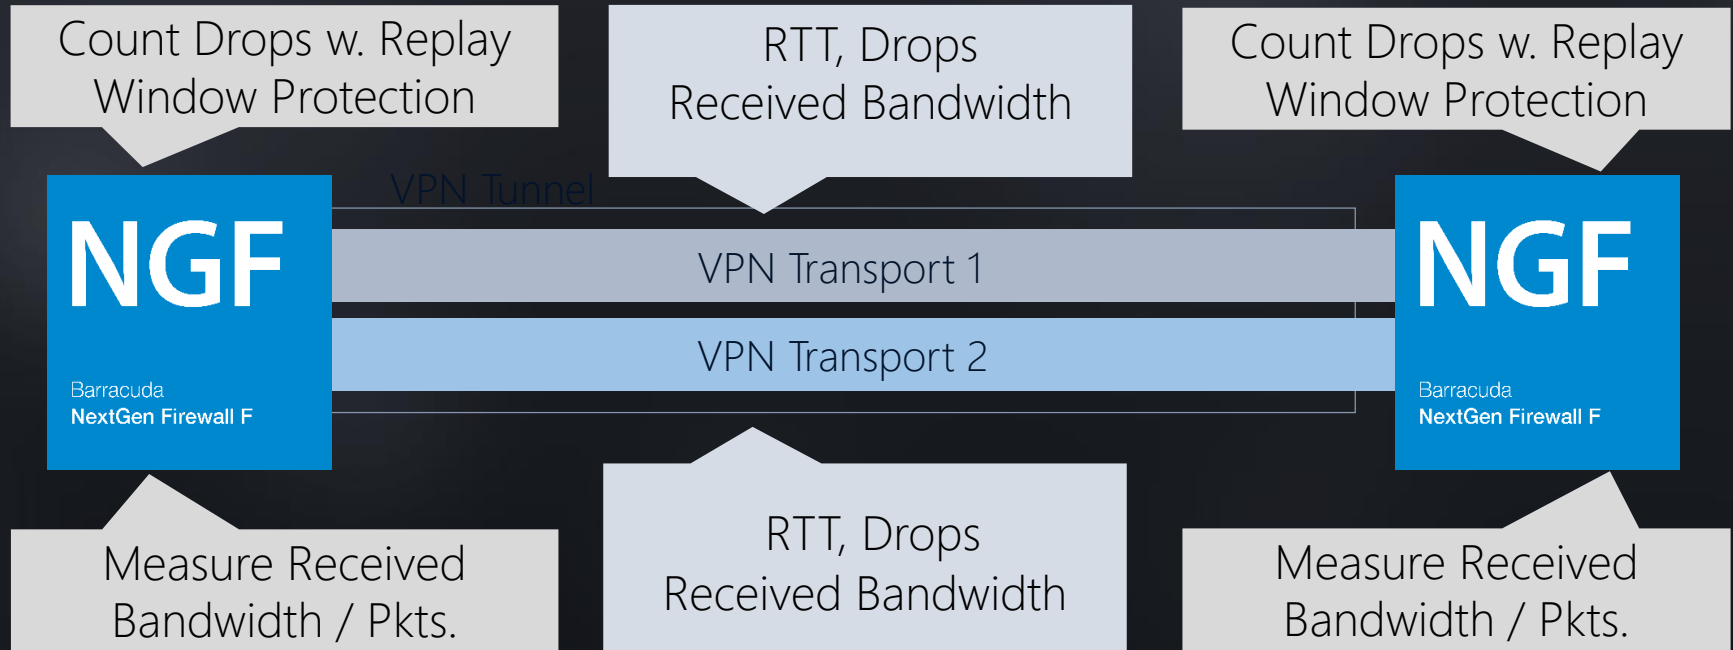 Count Drops w. Replay
Window Protection
RTT, Drops
Received Bandwidth
Count Drops w. Replay
Window Protection
VPN Tunnel
NGF
Barracuda
NextGen Firewall F
VPN Transport 1
VPN Transport 2
NGF
Barracuda
NextGen Firewall F
Measure Received
Bandwidth / Pkts.
RTT, Drops
Received Bandwidth
Measure Received
Bandwidth / Pkts.